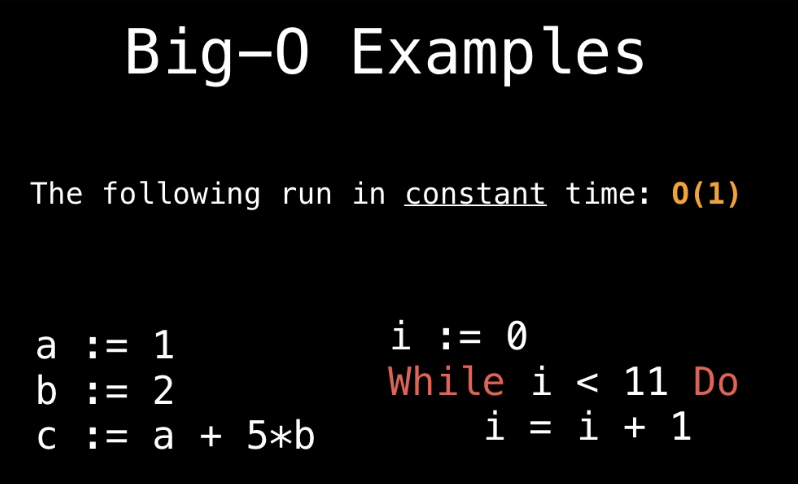 Big-O Examples
The following run in constant time: O(1)
a := 1
b := 2
c := a + 5*b
i := 0
While i < 11 Do
i = i + 1